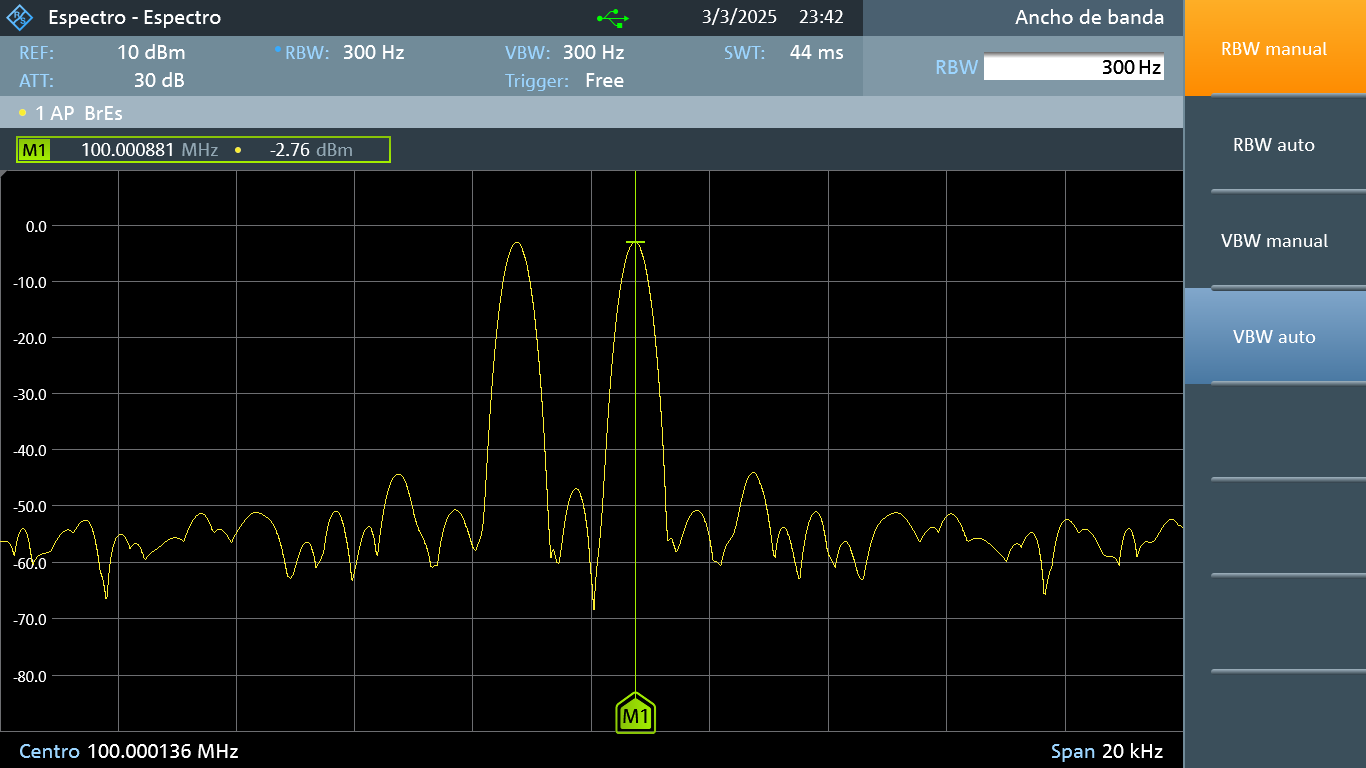 Espectro - Espectro 3/3/2025 23:42 Ancho de banda
REF: 10 dBm RBW: 300 Hz VBW: 300 Hz SWT: 44 ms
ATT: 30 dB Trigger: Free
RBW 300 Hz
1 AP BrEs
M1 100.000881 MHz -2.76 dBm
0.0
-10.0
-20.0
-30.0
-40.0
-50.0
-60.0
-70.0
-80.0
M1
Centro 100.000136 MHz Span 20 kHz
RBW manual
RBW auto
VBW manual
VBW auto